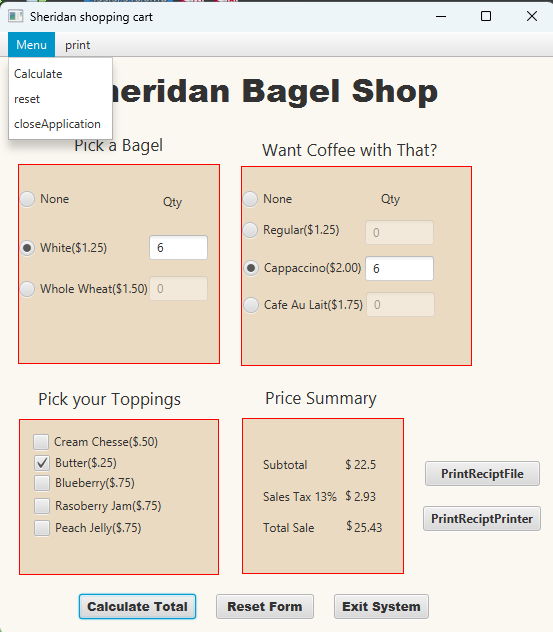 Sheridan shopping cart
Menu print
Calculate
reset
closeApplication
heridan Bagel Shop
Pick a Bagel
None
Qty
White($1.25) 6
Whole Wheat($1.50) 0
Want Coffee with That?
None Qty
Regular($1.25) 0
Cappaccino($2.00) 6
Cafe Au Lait($1.75) 0
Pick your Toppings
Cream Chesse($.50)
Butter($.25)
Blueberry($.75)
Rasoberry Jam($.75)
Peach Jelly($.75)
Price Summary
Subtotal $ 22.5
Sales Tax 13% $ 2.93
Total Sale $ 25.43
PrintReciptFile
PrintReciptPrinter
Calculate Total Reset Form Exit System